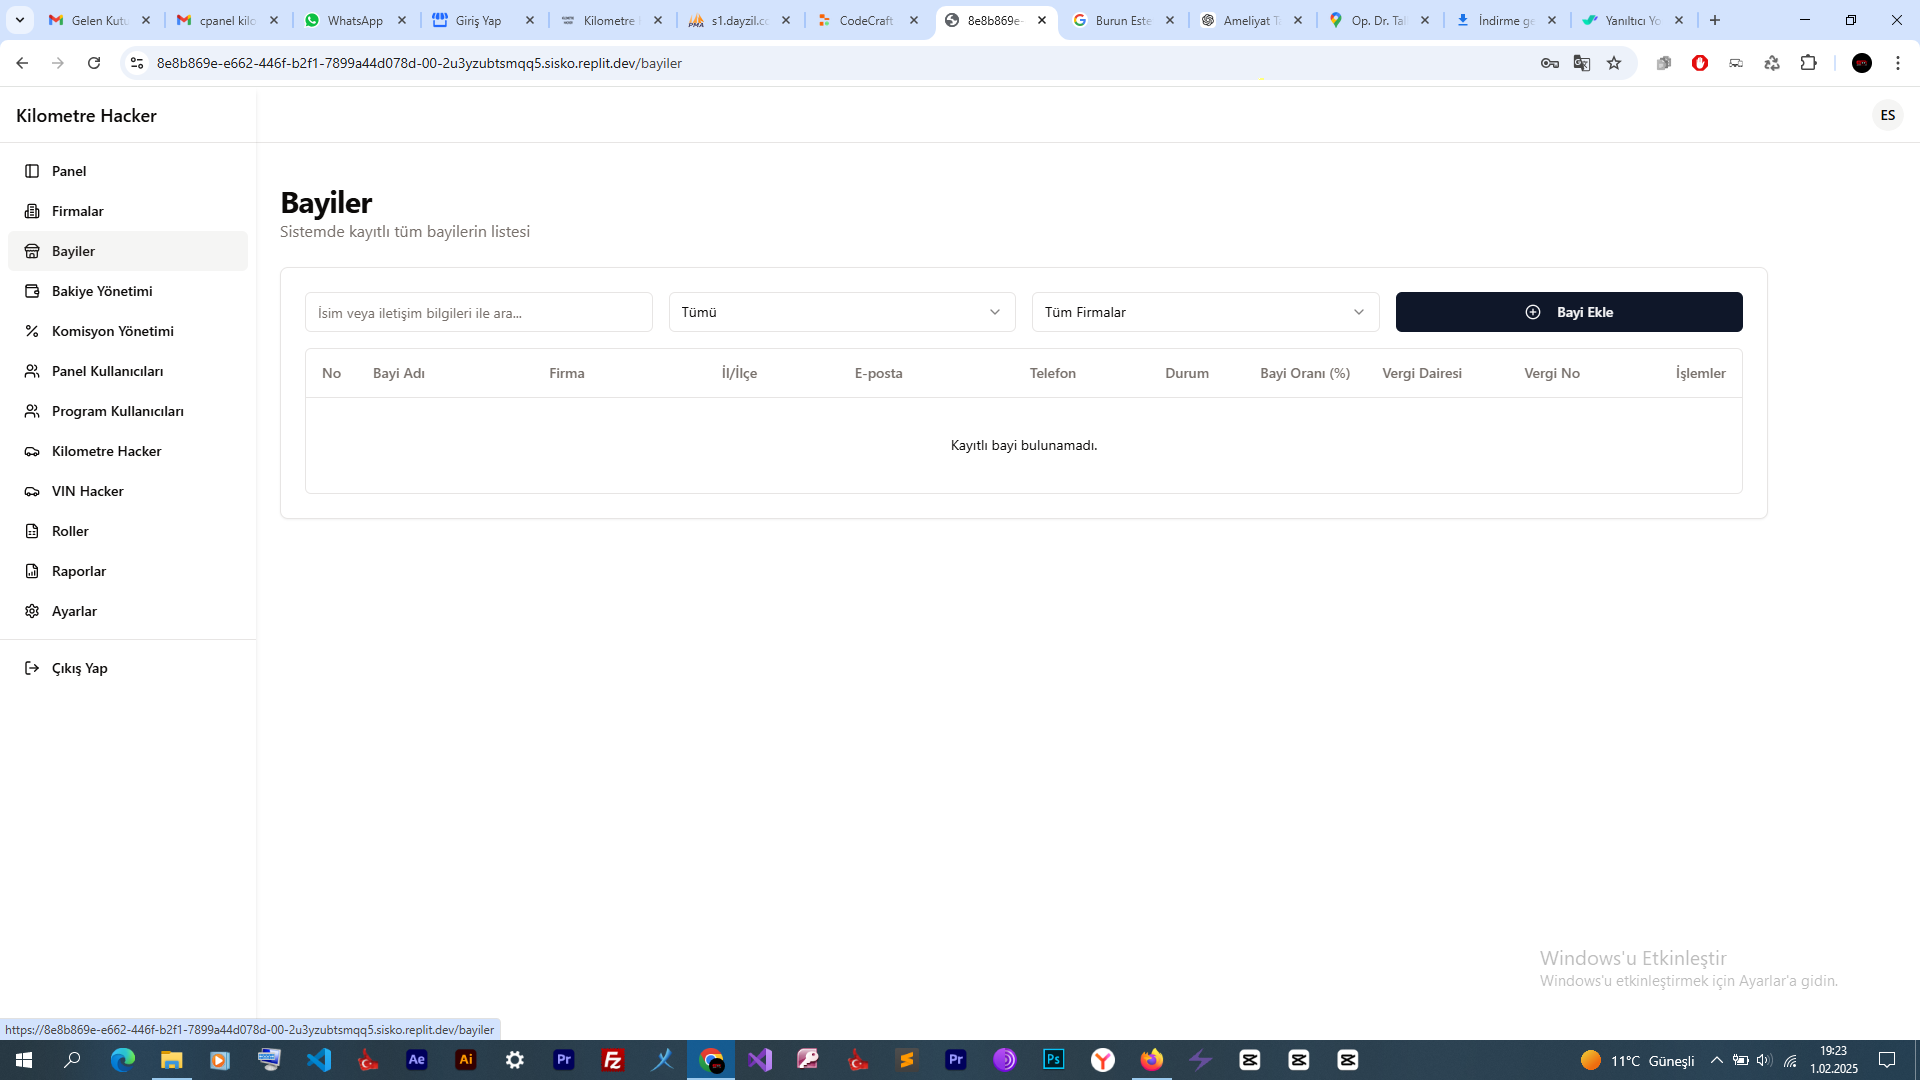 Gelen Kutu
cpanel kilo
WhatsApp
Giriş Yap
Kilometre
s1.dayzil.co
CodeCraft
8e8b869e-
Burun Este
Ameliyat T
Op. Dr. Tal
İndirme ge
Yanıltıcı Yo
8e8b869e-e662-446f-b2f1-7899a44d078d-00-2u3yzubtsmqq5.sisko.replit.dev/bayiler
Kilometre Hacker
ES
Panel
Firmalar
Bayiler
Bakiye Yönetimi
Komisyon Yönetimi
Panel Kullanıcıları
Program Kullanıcıları
Kilometre Hacker
VIN Hacker
Roller
Raporlar
Ayarlar
Çıkış Yap
Bayiler
Sistemde kayıtlı tüm bayilerin listesi
İsim veya iletişim bilgileri ile ara...
Tümü
Tüm Firmalar
Bayi Ekle
No Bayi Adı Firma İl/İlçe E-posta Telefon Durum Bayi Oranı (%) Vergi Dairesi Vergi No İşlemler
Kayıtlı bayi bulunamadı.
Windows'u Etkinleştir
Windows'u etkinleştirmek için Ayarlar'a gidin.
https://8e8b869e-e662-446f-b2f1-7899a44d078d-00-2u3yzubtsmqq5.sisko.replit.dev/bayiler
11°C Güneşli
19:23
1.02.2025